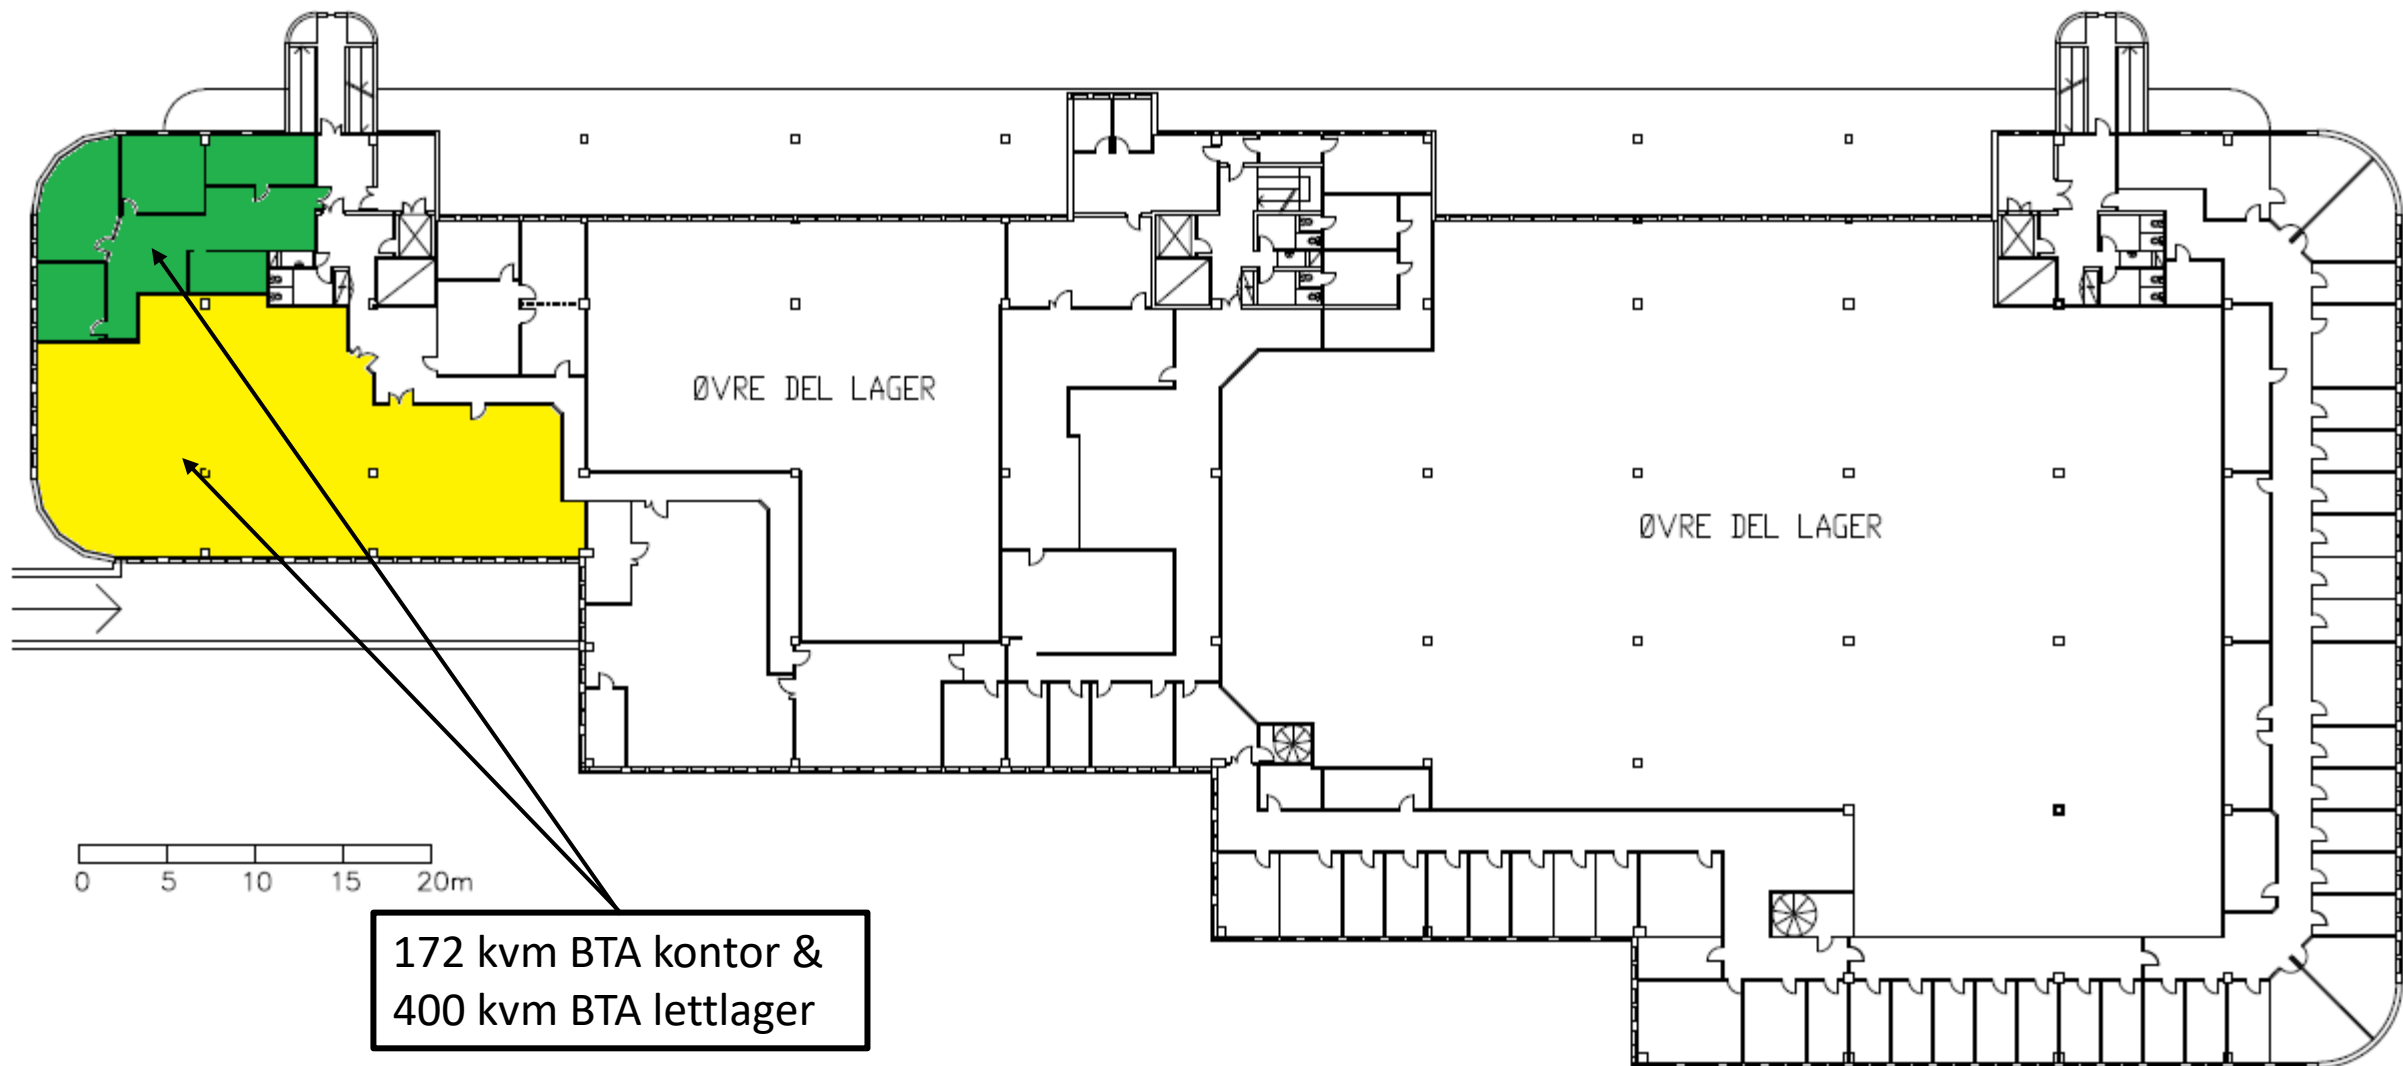 ØVRE DEL LAGER
ØVRE DEL LAGER
0 5 10 15 20m
172 kvm BTA kontor &
400 kvm BTA lettlager